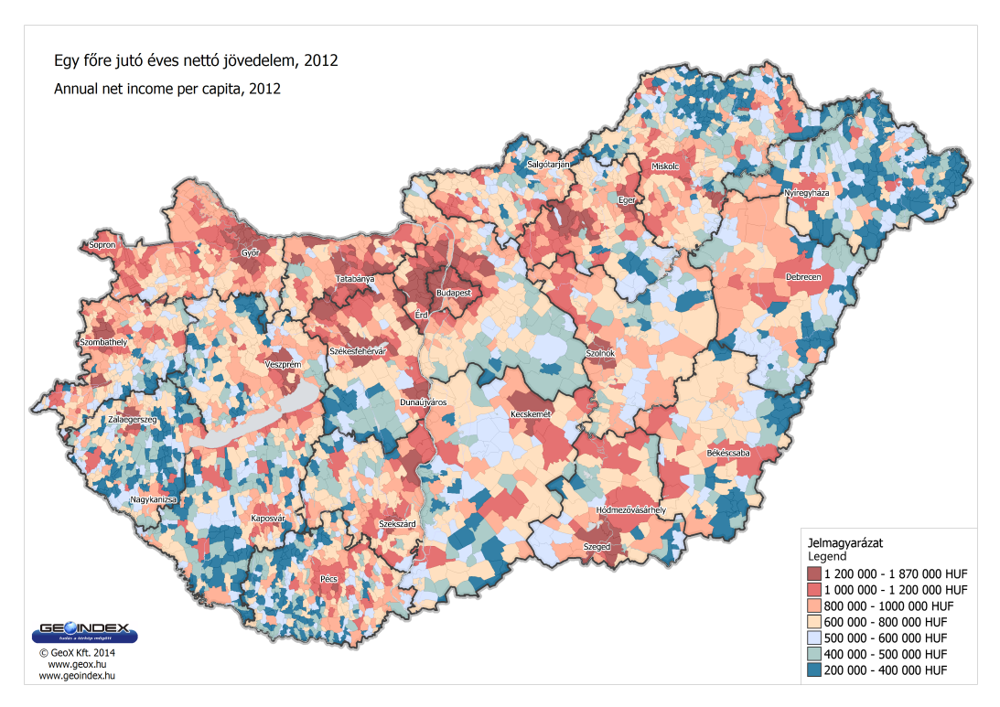 Egy főre jutó éves nettó jövedelem, 2012
Annual net income per capita, 2012
Salgótarján
Miskolc
Nyíregyháza
Eger
Sopron
Győr
Tatabánya
Budapest
Debrecen
Érd
Szombathely
Székesfehérvár
Szolnok
Veszprém
Dunaújváros
Kecskemét
Zalaegerszeg
Békéscsaba
Nagykanizsa
Kaposvár
Szekszárd
Hódmezővásárhely
Szeged
Pécs
Jelmagyarázat
Legend
1 200 000 - 1 870 000 HUF
1 000 000 - 1 200 000 HUF
800 000 - 1000 000 HUF
600 000 - 800 000 HUF
500 000 - 600 000 HUF
400 000 - 500 000 HUF
200 000 - 400 000 HUF
GEOINDEX
tudás a térkép mögött
© GeoX Kft. 2014
www.geox.hu
www.geoindex.hu